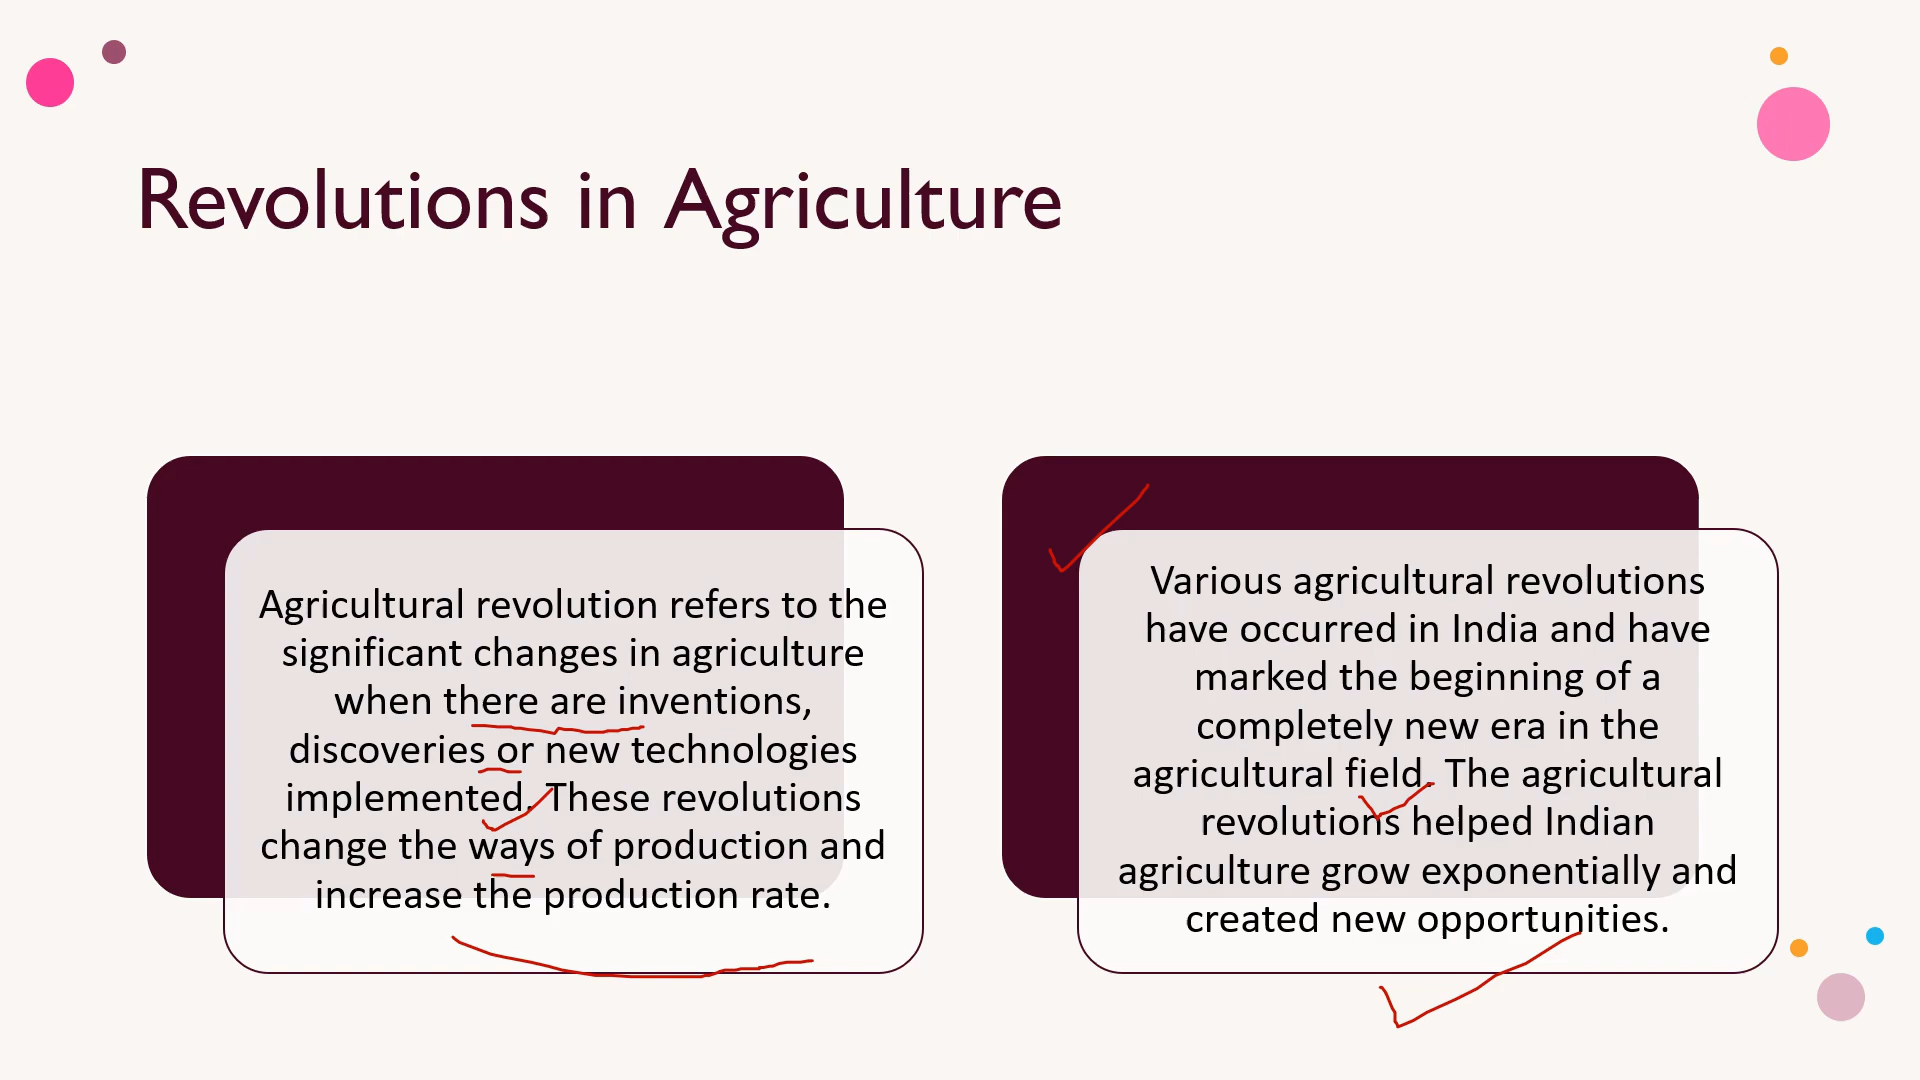 Revolutions in Agriculture
Agricultural revolution refers to the
significant changes in agriculture
when there are inventions,
discoveries or new technologies
implemented. These revolutions
change the ways of production and
increase the production rate.
Various agricultural revolutions
have occurred in India and have
marked the beginning of a
completely new era in the
agricultural field. The agricultural
revolutions helped Indian
agriculture grow exponentially and
created new opportunities.